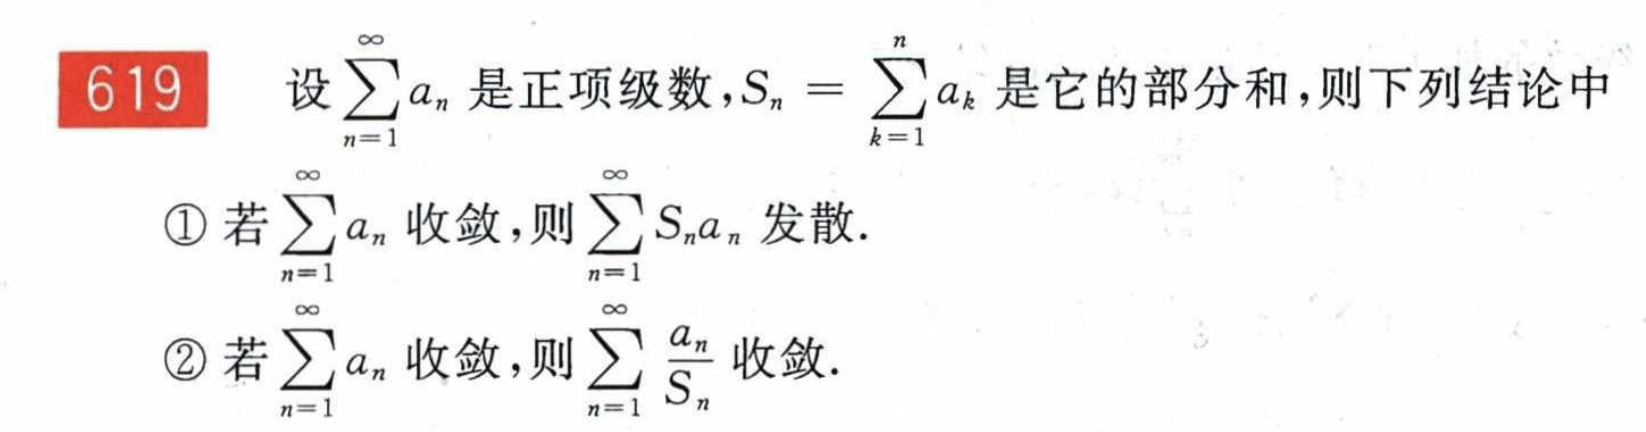 619 设 $\sum_{n=1}^{\infty} a_n$ 是正项级数,$S_n = \sum_{k=1}^{n} a_k$ 是它的部分和,则下列结论中
① 若 $\sum_{n=1}^{\infty} a_n$ 收敛,则 $\sum_{n=1}^{\infty} S_n a_n$ 发散.
② 若 $\sum_{n=1}^{\infty} a_n$ 收敛,则 $\sum_{n=1}^{\infty} \frac{a_n}{S_n}$ 收敛.